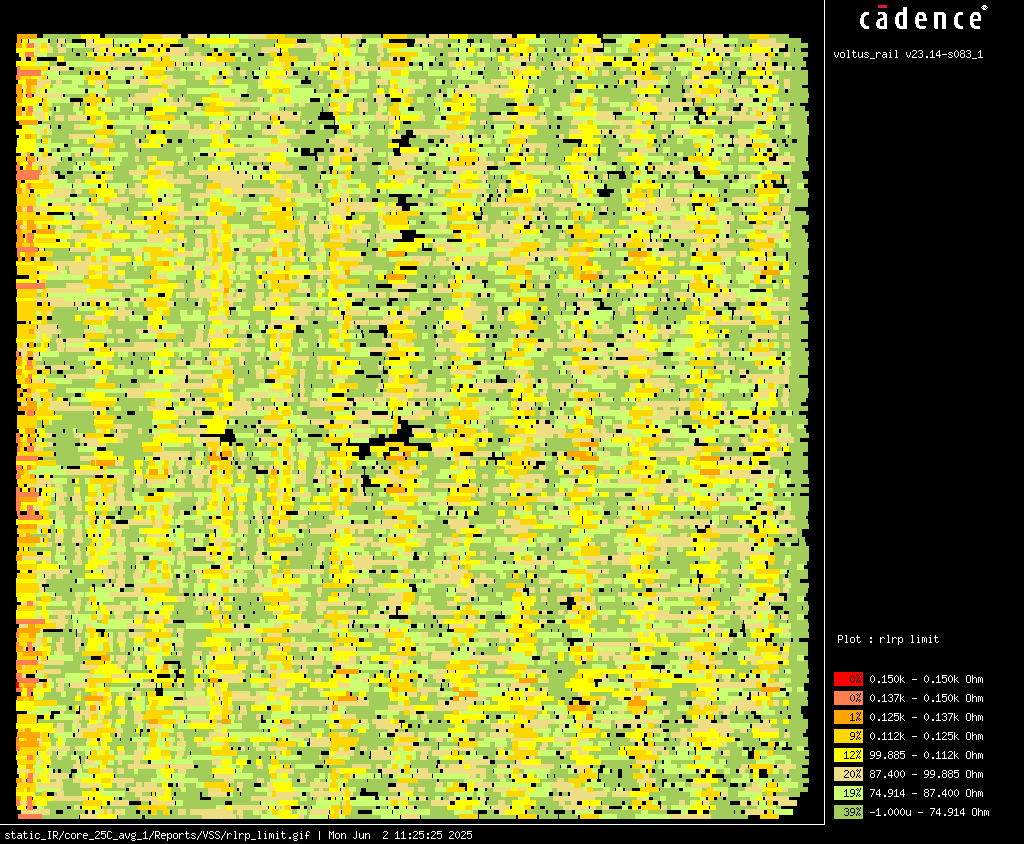 cādence®
voltus_rail v23.14-s083_1
Plot : rlrp limit
0% 0.150k - 0.150k Ohm
0% 0.137k - 0.150k Ohm
1% 0.125k - 0.137k Ohm
9% 0.112k - 0.125k Ohm
12% 99.885 - 0.112k Ohm
20% 87.400 - 99.885 Ohm
19% 74.914 - 87.400 Ohm
39% -1.000u - 74.914 Ohm
static_IR/core_25C_avg_1/Reports/VSS/rlrp_limit.gif | Mon Jun  2 11:25:25 2025